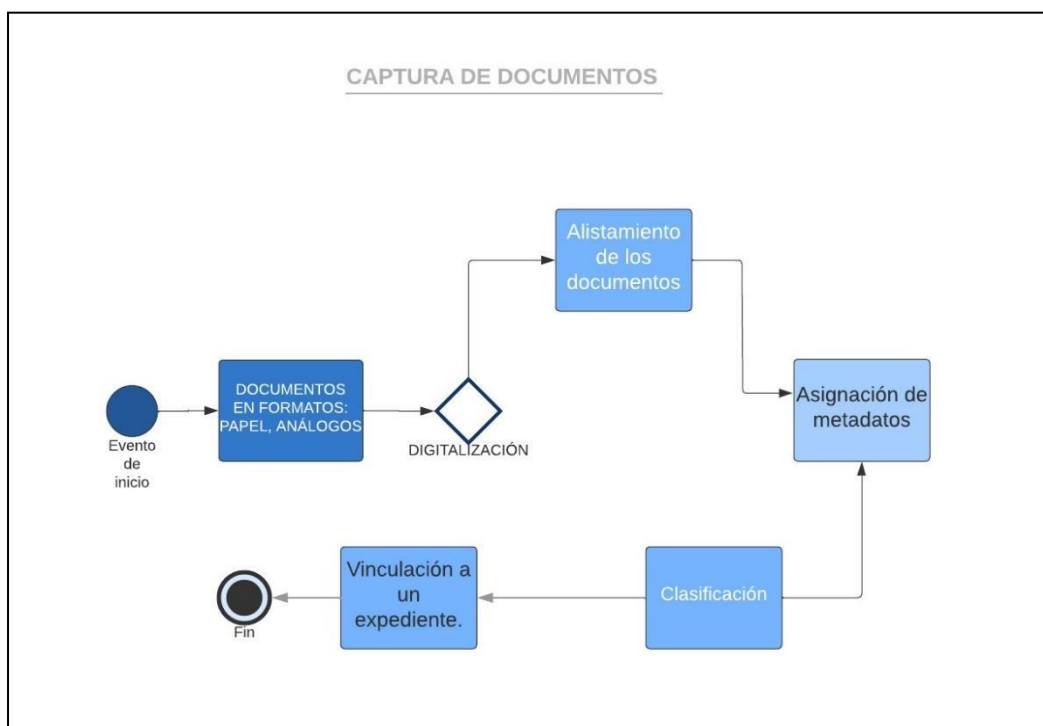 CAPTURA DE DOCUMENTOS
Alistamiento
de los
documentos
DOCUMENTOS
EN FORMATOS:
PAPEL, ANÁLOGOS
Asignación de
metadatos
Evento
de
inicio
DIGITALIZACIÓN
Vinculación a
un
expediente.
Clasificación
Fin